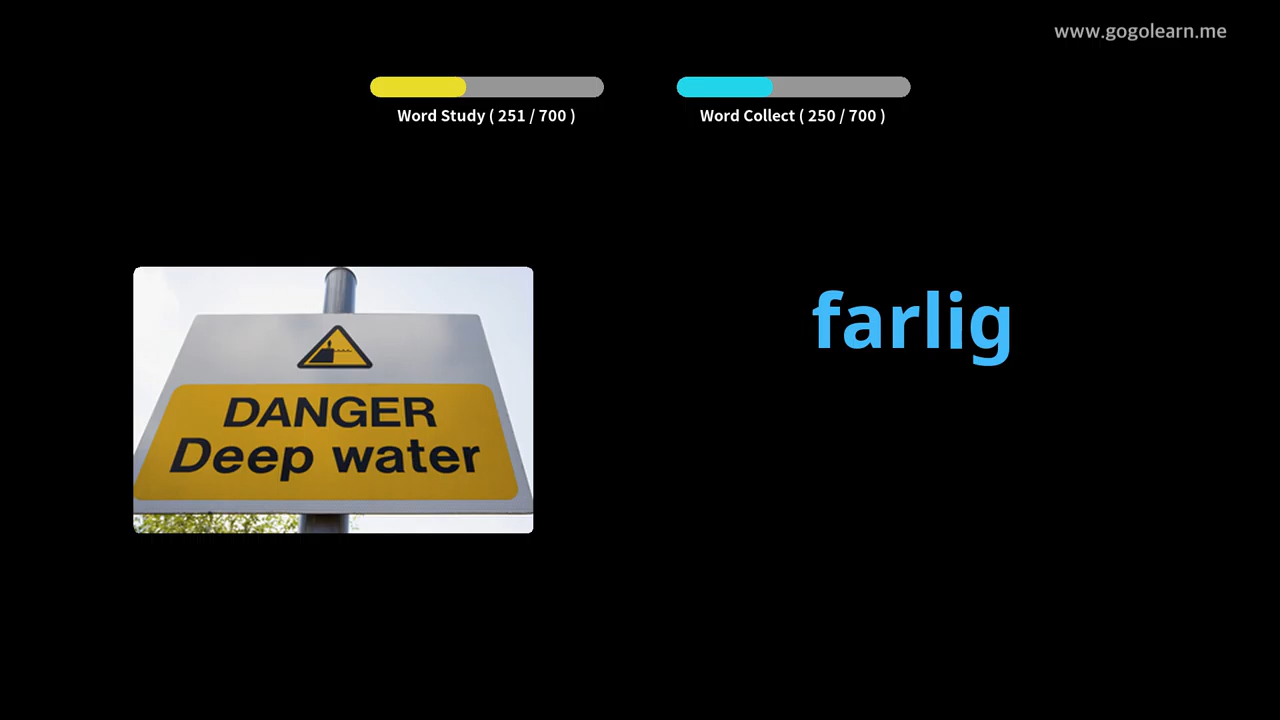 www.gogolearn.me
Word Study ( 251 / 700 )
Word Collect ( 250 / 700 )
farlig
DANGER
Deep water